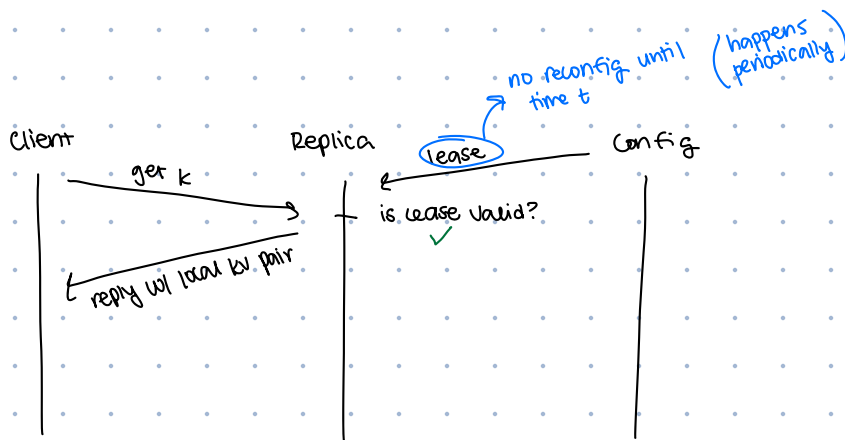 no reconfig until
time t
(happens
periodically)
Client
Replica
lease
Config
get k
is lease valid?
✓
reply w/ local kv pair